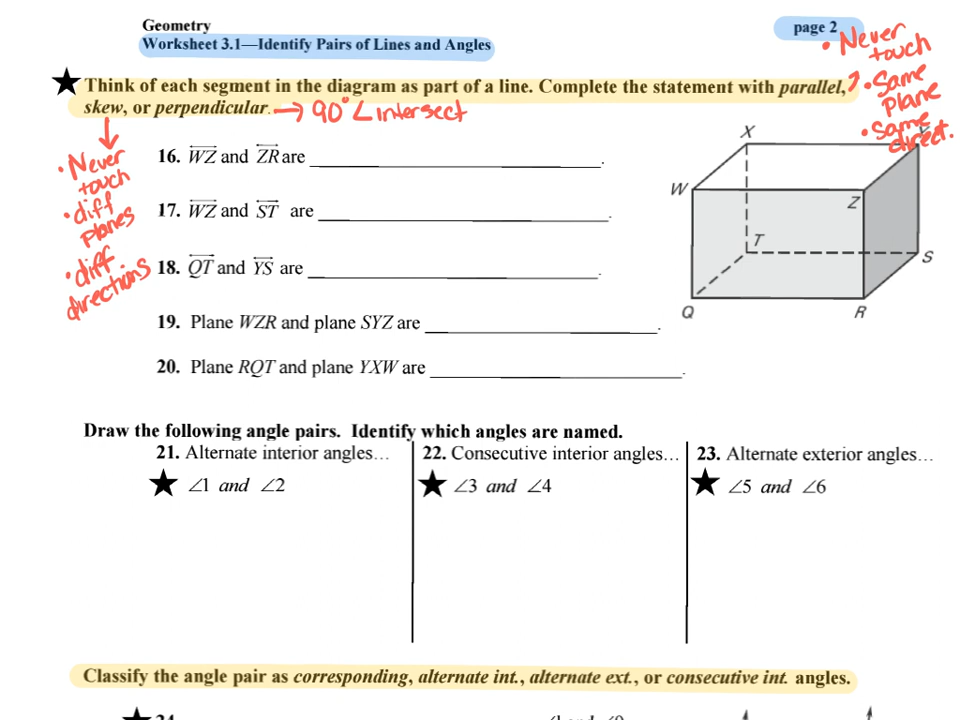 Geometry
page 2
Worksheet 3.1—Identify Pairs of Lines and Angles
• Never
touch
• Same
plane
• Same
direct.
★Think of each segment in the diagram as part of a line. Complete the statement with parallel,
skew, or perpendicular. → 90° ∠ intersect
• Never
touch
• diff
planes
• diff.
directions
16. WZ and ZR are ____________________.
17. WZ and ST are ____________________.
18. QT and YS are ____________________.
19. Plane WZR and plane SYZ are ____________________.
20. Plane RQT and plane YXW are ____________________.
X
W
Z
T
S
Q
R
Draw the following angle pairs. Identify which angles are named.
21. Alternate interior angles…
★ ∠1 and ∠2
22. Consecutive interior angles…
★ ∠3 and ∠4
23. Alternate exterior angles…
★ ∠5 and ∠6
Classify the angle pair as corresponding, alternate int., alternate ext., or consecutive int. angles.